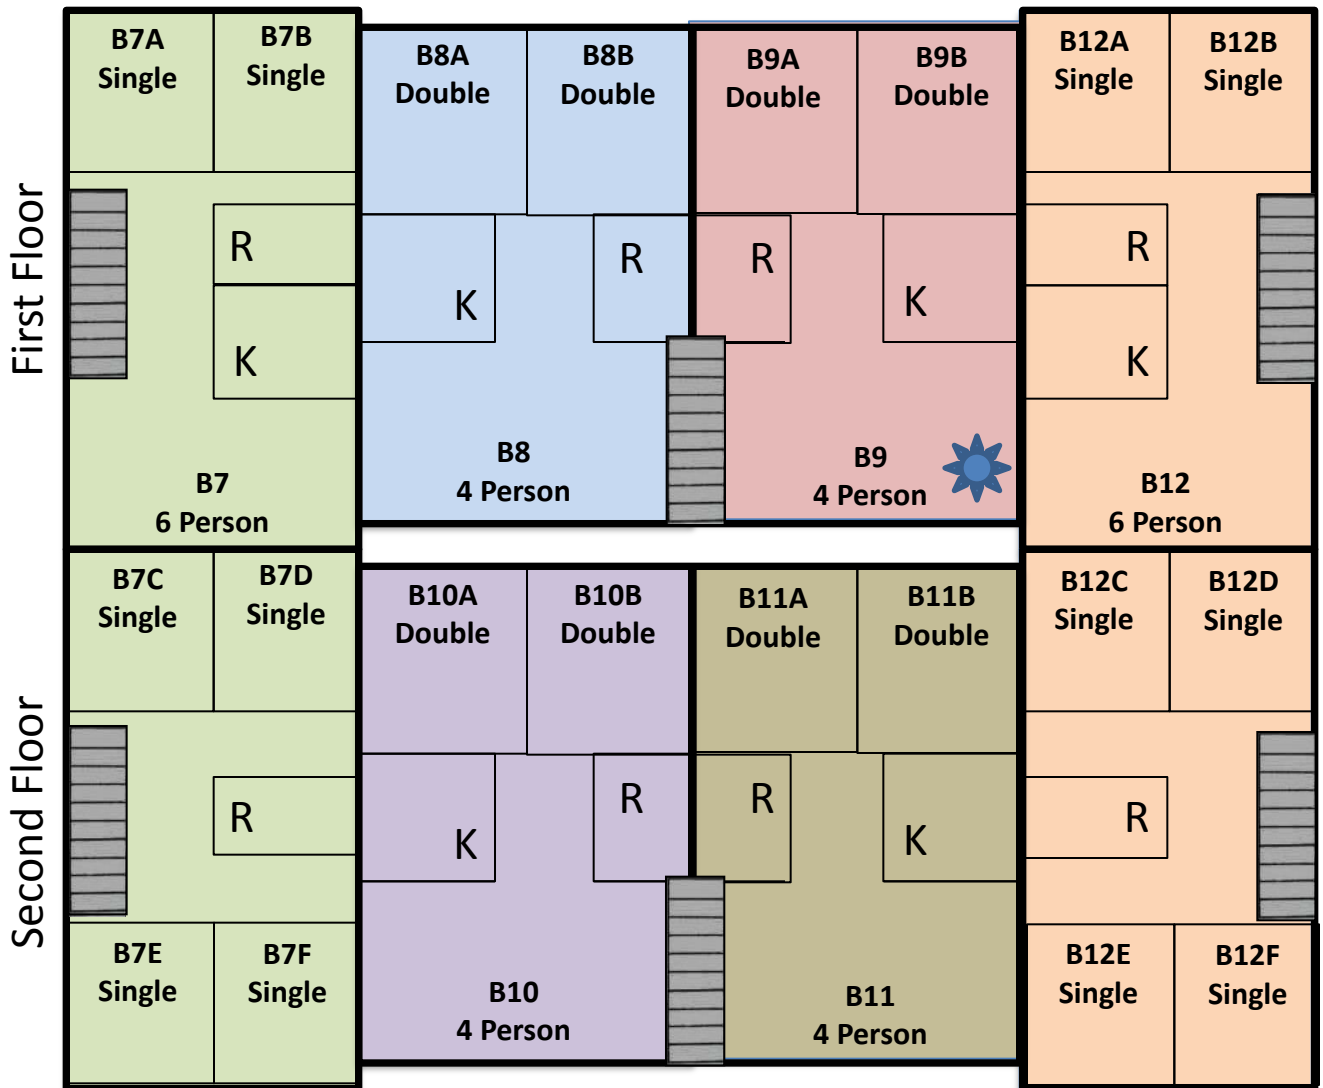 First Floor
B7A
Single
B7B
Single
B8A
Double
B8B
Double
B9A
Double
B9B
Double
B12A
Single
B12B
Single
R
K
K
R
R
K
R
K
B7
6 Person
B8
4 Person
B9
4 Person
B12
6 Person
Second Floor
B7C
Single
B7D
Single
B10A
Double
B10B
Double
B11A
Double
B11B
Double
B12C
Single
B12D
Single
R
K
R
R
K
R
B7E
Single
B7F
Single
B10
4 Person
B11
4 Person
B12E
Single
B12F
Single